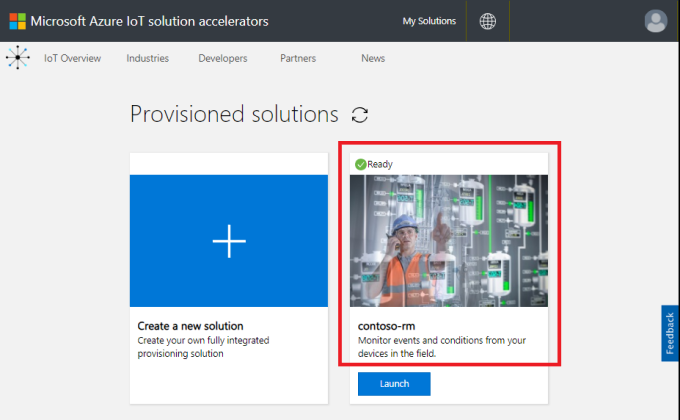 Microsoft Azure IoT solution accelerators
My Solutions
IoT Overview
Industries
Developers
Partners
News
Provisioned solutions
Ready
Create a new solution
Create your own fully integrated
provisioning solution
contoso-rm
Monitor events and conditions from your
devices in the field.
Launch
Feedback